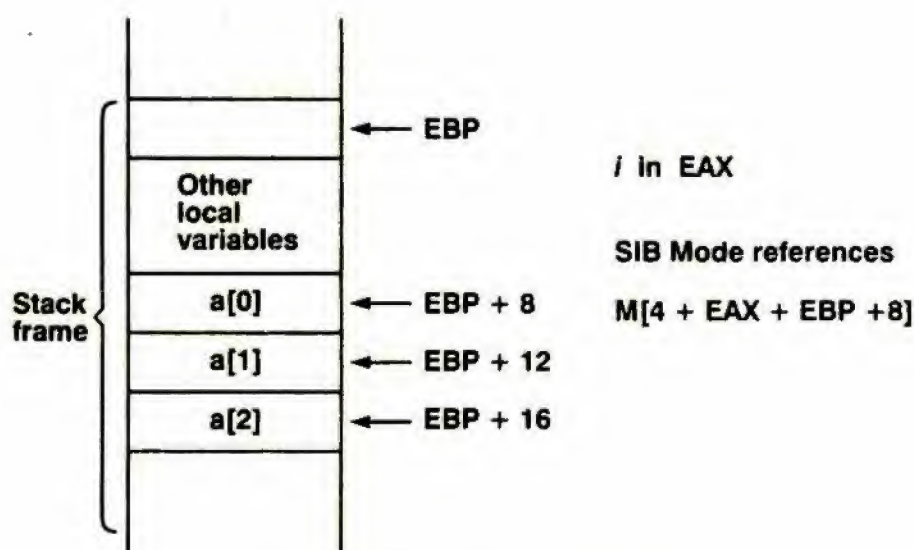 EBP
i in EAX
Other
local
variables
SIB Mode references
Stack
frame
a[0]
EBP + 8
M[4 + EAX + EBP +8]
a[1]
EBP + 12
a[2]
EBP + 16